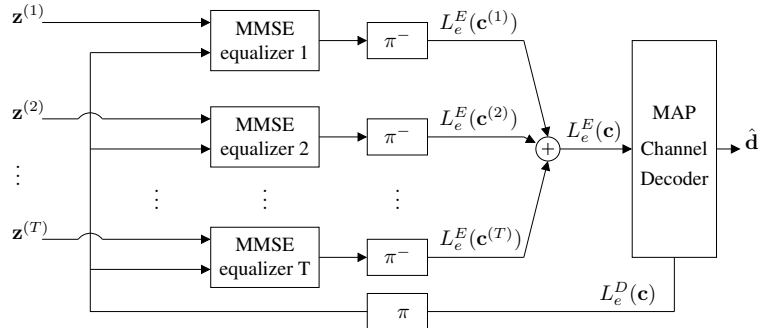 z^{(1)}
MMSE
equalizer 1
π^-
L_e^E(c^{(1)})
z^{(2)}
MMSE
equalizer 2
π^-
L_e^E(c^{(2)})
+
L_e^E(c)
MAP
Channel
Decoder
d̂
⋮
⋮
⋮
⋮
z^{(T)}
MMSE
equalizer T
π^-
L_e^E(c^{(T)})
π
L_e^D(c)